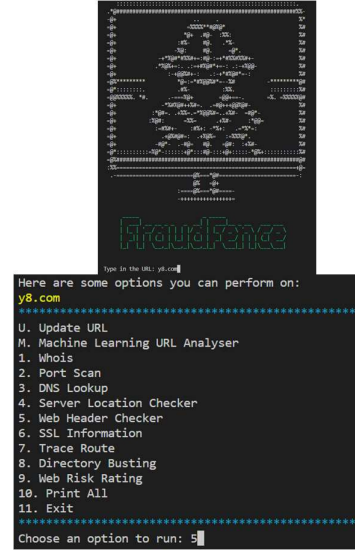 FraudFence
Type in the URL: y8.com
Here are some options you can perform on:
y8.com
U. Update URL
M. Machine Learning URL Analyser
1. Whois
2. Port Scan
3. DNS Lookup
4. Server Location Checker
5. Web Header Checker
6. SSL Information
7. Trace Route
8. Directory Busting
9. Web Risk Rating
10. Print All
11. Exit
Choose an option to run: 5